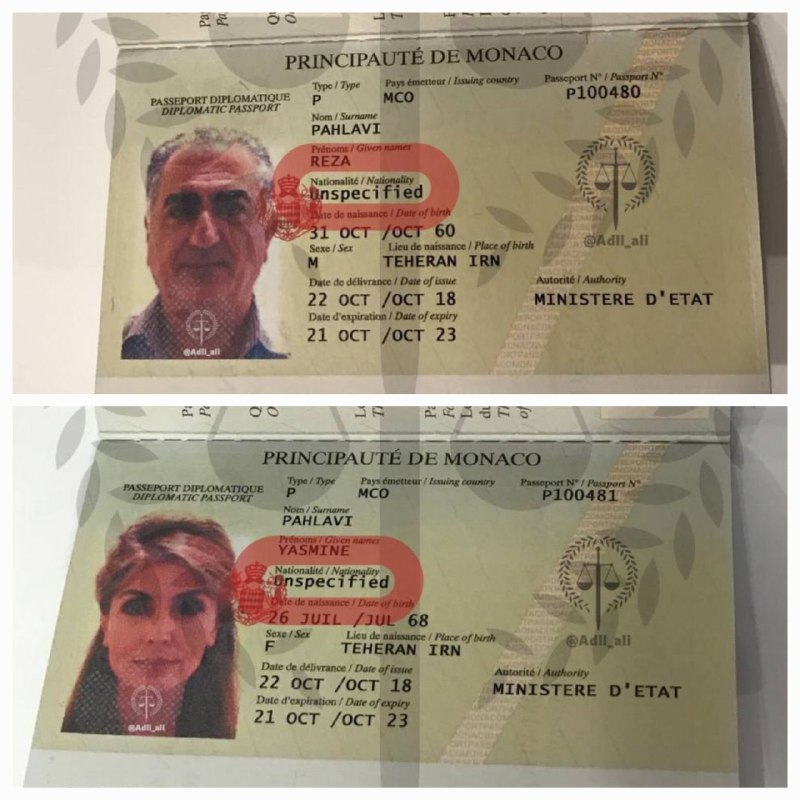 PRINCIPAUTÉ DE MONACO
PASSEPORT DIPLOMATIQUE
DIPLOMATIC PASSPORT
Type / Type Pays émetteur / Issuing country Passeport N° / Passport N°
P MCO P100480
Nom / Surname
PAHLAVI
Prénoms / Given names
REZA
Nationalité / Nationality
Unspecified
Date de naissance / Date of birth
31 OCT /OCT 60
Sexe / Sex Lieu de naissance / Place of birth
M TEHERAN IRN
Date de délivrance / Date of issue Autorité / Authority
22 OCT /OCT 18 MINISTERE D'ETAT
Date d'expiration / Date of expiry
21 OCT /OCT 23
@Adll_ali
@Adll_ali
PRINCIPAUTÉ DE MONACO
PASSEPORT DIPLOMATIQUE
DIPLOMATIC PASSPORT
Type / Type Pays émetteur / Issuing country Passeport N° / Passport N°
P MCO P100481
Nom / Surname
PAHLAVI
Prénoms / Given names
YASMINE
Nationalité / Nationality
Unspecified
Date de naissance / Date of birth
26 JUIL /JUL 68
Sexe / Sex Lieu de naissance / Place of birth
F TEHERAN IRN
Date de délivrance / Date of issue Autorité / Authority
22 OCT /OCT 18 MINISTERE D'ETAT
Date d'expiration / Date of expiry
21 OCT /OCT 23
@Adll_ali
@Adll_ali